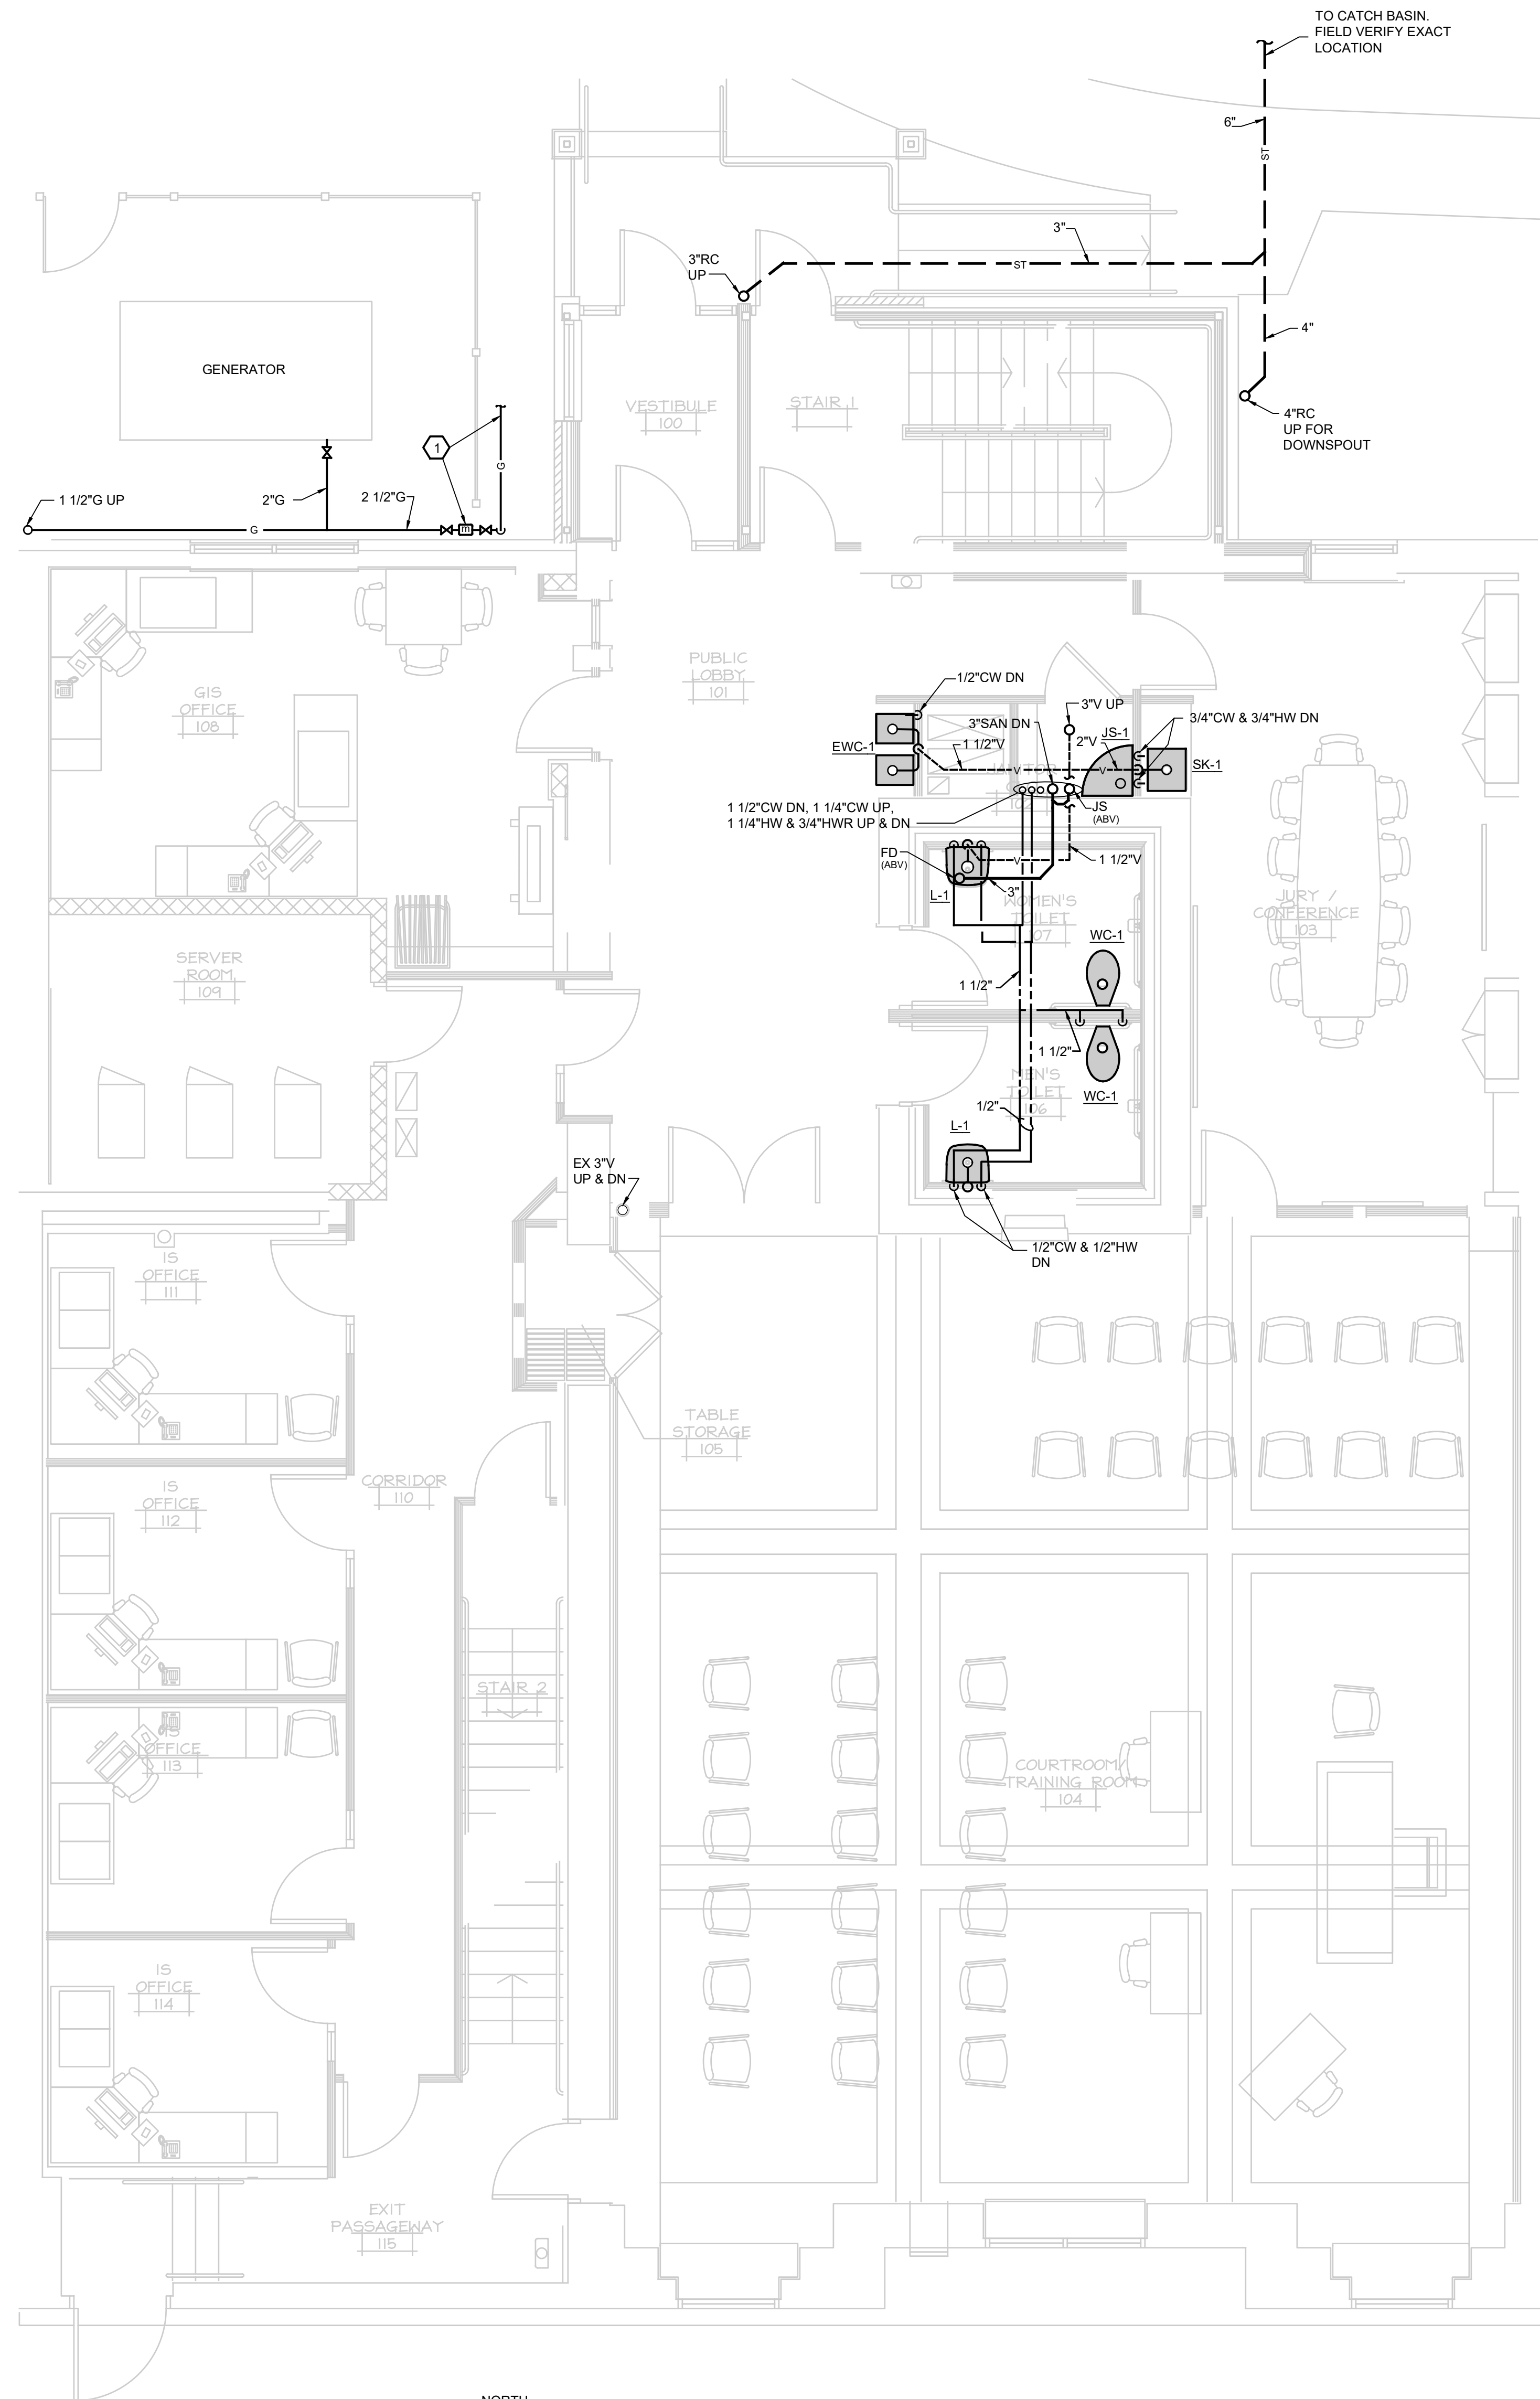 TO CATCH BASIN.
FIELD VERIFY EXACT
LOCATION
6"
ST
3"
3"RC
UP
ST
4"
GENERATOR
VESTIBULE
100
STAIR 1
4"RC
UP FOR
DOWNSPOUT
1
G
1 1/2"G UP
2"G
2 1/2"G
G
m
PUBLIC
LOBBY
101
GIS
OFFICE
108
1/2"CW DN
3"V UP
3"SAN DN
JS-1
3/4"CW & 3/4"HW DN
EWC-1
1 1/2"V
2"V
V
V
SK-1
JANITOR
102
1 1/2"CW DN, 1 1/4"CW UP,
1 1/4"HW & 3/4"HWR UP & DN
JS
(ABV)
FD
(ABV)
V
1 1/2"V
L-1
3"
WOMEN'S
TOILET
107
JURY /
CONFERENCE
103
WC-1
SERVER
ROOM
109
1 1/2"
1 1/2"
MEN'S
TOILET
106
WC-1
1/2"
L-1
EX 3"V
UP & DN
1/2"CW & 1/2"HW
DN
IS
OFFICE
111
TABLE
STORAGE
105
CORRIDOR
110
IS
OFFICE
112
STAIR 2
IS
OFFICE
113
COURTROOM/
TRAINING ROOM
104
IS
OFFICE
114
EXIT
PASSAGEWAY
115
NORTH